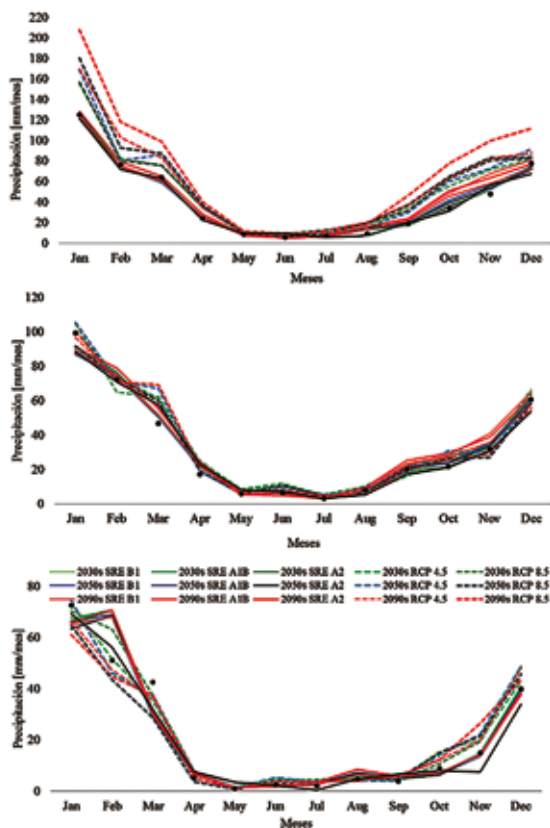 220
200
180
160
140
120
100
80
60
40
20
0
Precipitación [mm/mes]
Jan Feb Mar Apr May Jun Jul Aug Sep Oct Nov Dec
Meses
120
100
80
60
40
20
0
Precipitación [mm/mes]
Jan Feb Mar Apr May Jun Jul Aug Sep Oct Nov Dec
Meses
2030s SRE B1 2030s SRE A1B 2030s SRE A2 2030s RCP 4.5 2030s RCP 8.5
2050s SRE B1 2050s SRE A1B 2050s SRE A2 2050s RCP 4.5 2050s RCP 8.5
2090s SRE B1 2090s SRE A1B 2090s SRE A2 2090s RCP 4.5 2090s RCP 8.5
80
60
40
20
0
Precipitación [mm/mes]
Jan Feb Mar Apr May Jun Jul Aug Sep Oct Nov Dec
Meses